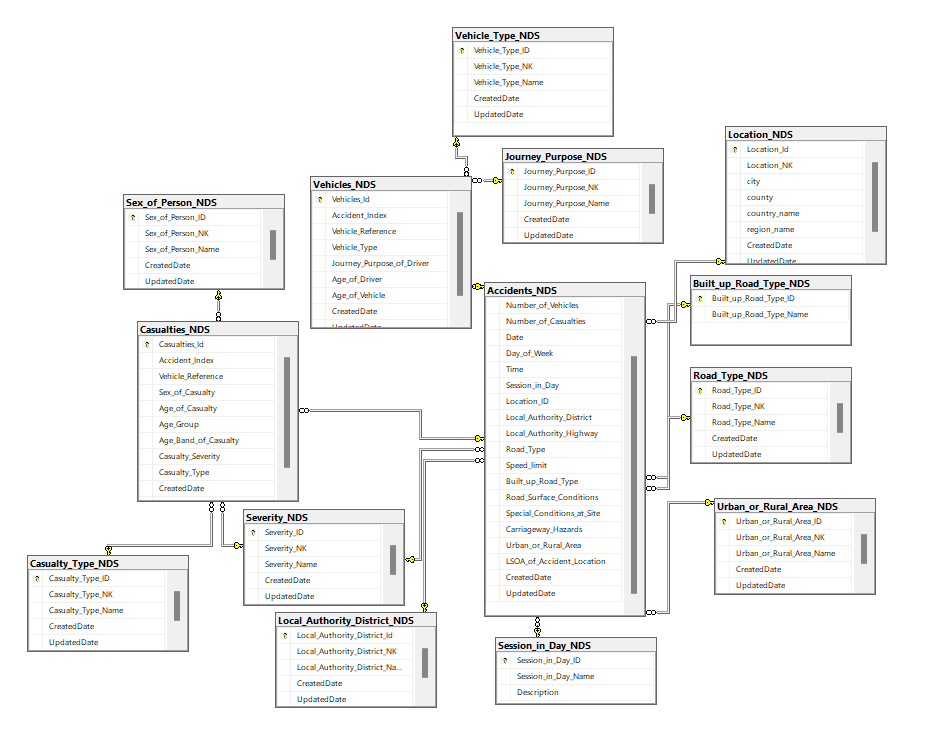 Vehicle_Type_NDS
Vehicle_Type_ID
Vehicle_Type_NK
Vehicle_Type_Name
CreatedDate
UpdatedDate
Location_NDS
Location_Id
Location_NK
city
county
country_name
region_name
CreatedDate
UpdatedDate
Journey_Purpose_NDS
Journey_Purpose_ID
Journey_Purpose_NK
Journey_Purpose_Name
CreatedDate
UpdatedDate
Vehicles_NDS
Vehicles_Id
Accident_Index
Vehicle_Reference
Vehicle_Type
Journey_Purpose_of_Driver
Age_of_Driver
Age_of_Vehicle
CreatedDate
UpdatedDate
Sex_of_Person_NDS
Sex_of_Person_ID
Sex_of_Person_NK
Sex_of_Person_Name
CreatedDate
UpdatedDate
Built_up_Road_Type_NDS
Built_up_Road_Type_ID
Built_up_Road_Type_Name
Accidents_NDS
Number_of_Vehicles
Number_of_Casualties
Date
Day_of_Week
Time
Session_in_Day
Location_ID
Local_Authority_District
Local_Authority_Highway
Road_Type
Speed_limit
Built_up_Road_Type
Road_Surface_Conditions
Special_Conditions_at_Site
Carriageway_Hazards
Urban_or_Rural_Area
LSOA_of_Accident_Location
CreatedDate
UpdatedDate
Casualties_NDS
Casualties_Id
Accident_Index
Vehicle_Reference
Sex_of_Casualty
Age_of_Casualty
Age_Group
Age_Band_of_Casualty
Casualty_Severity
Casualty_Type
CreatedDate
Road_Type_NDS
Road_Type_ID
Road_Type_NK
Road_Type_Name
CreatedDate
UpdatedDate
Urban_or_Rural_Area_NDS
Urban_or_Rural_Area_ID
Urban_or_Rural_Area_NK
Urban_or_Rural_Area_Name
CreatedDate
UpdatedDate
Severity_NDS
Severity_ID
Severity_NK
Severity_Name
CreatedDate
UpdatedDate
Casualty_Type_NDS
Casualty_Type_ID
Casualty_Type_NK
Casualty_Type_Name
CreatedDate
UpdatedDate
Local_Authority_District_NDS
Local_Authority_District_Id
Local_Authority_District_NK
Local_Authority_District_Na...
CreatedDate
UpdatedDate
Session_in_Day_NDS
Session_in_Day_ID
Session_in_Day_Name
Description